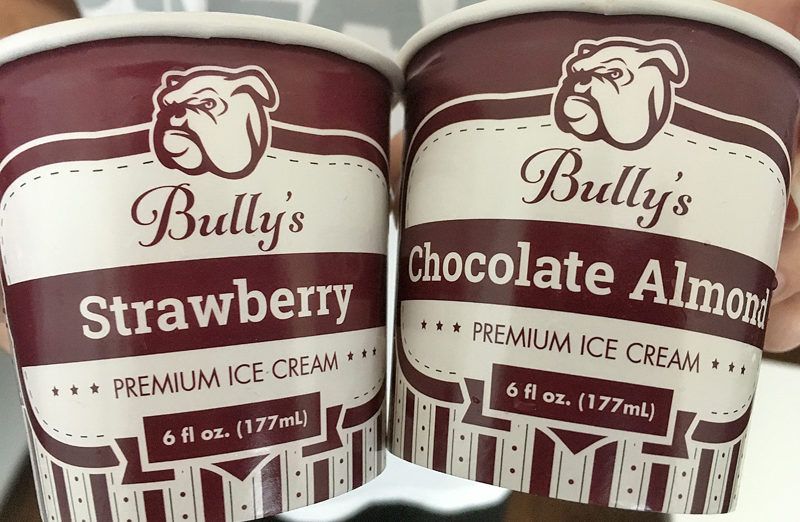 Bully's
Strawberry
PREMIUM ICE CREAM
6 fl oz. (177mL)
Bully's
Chocolate Almond
PREMIUM ICE CREAM
6 fl oz. (177mL)